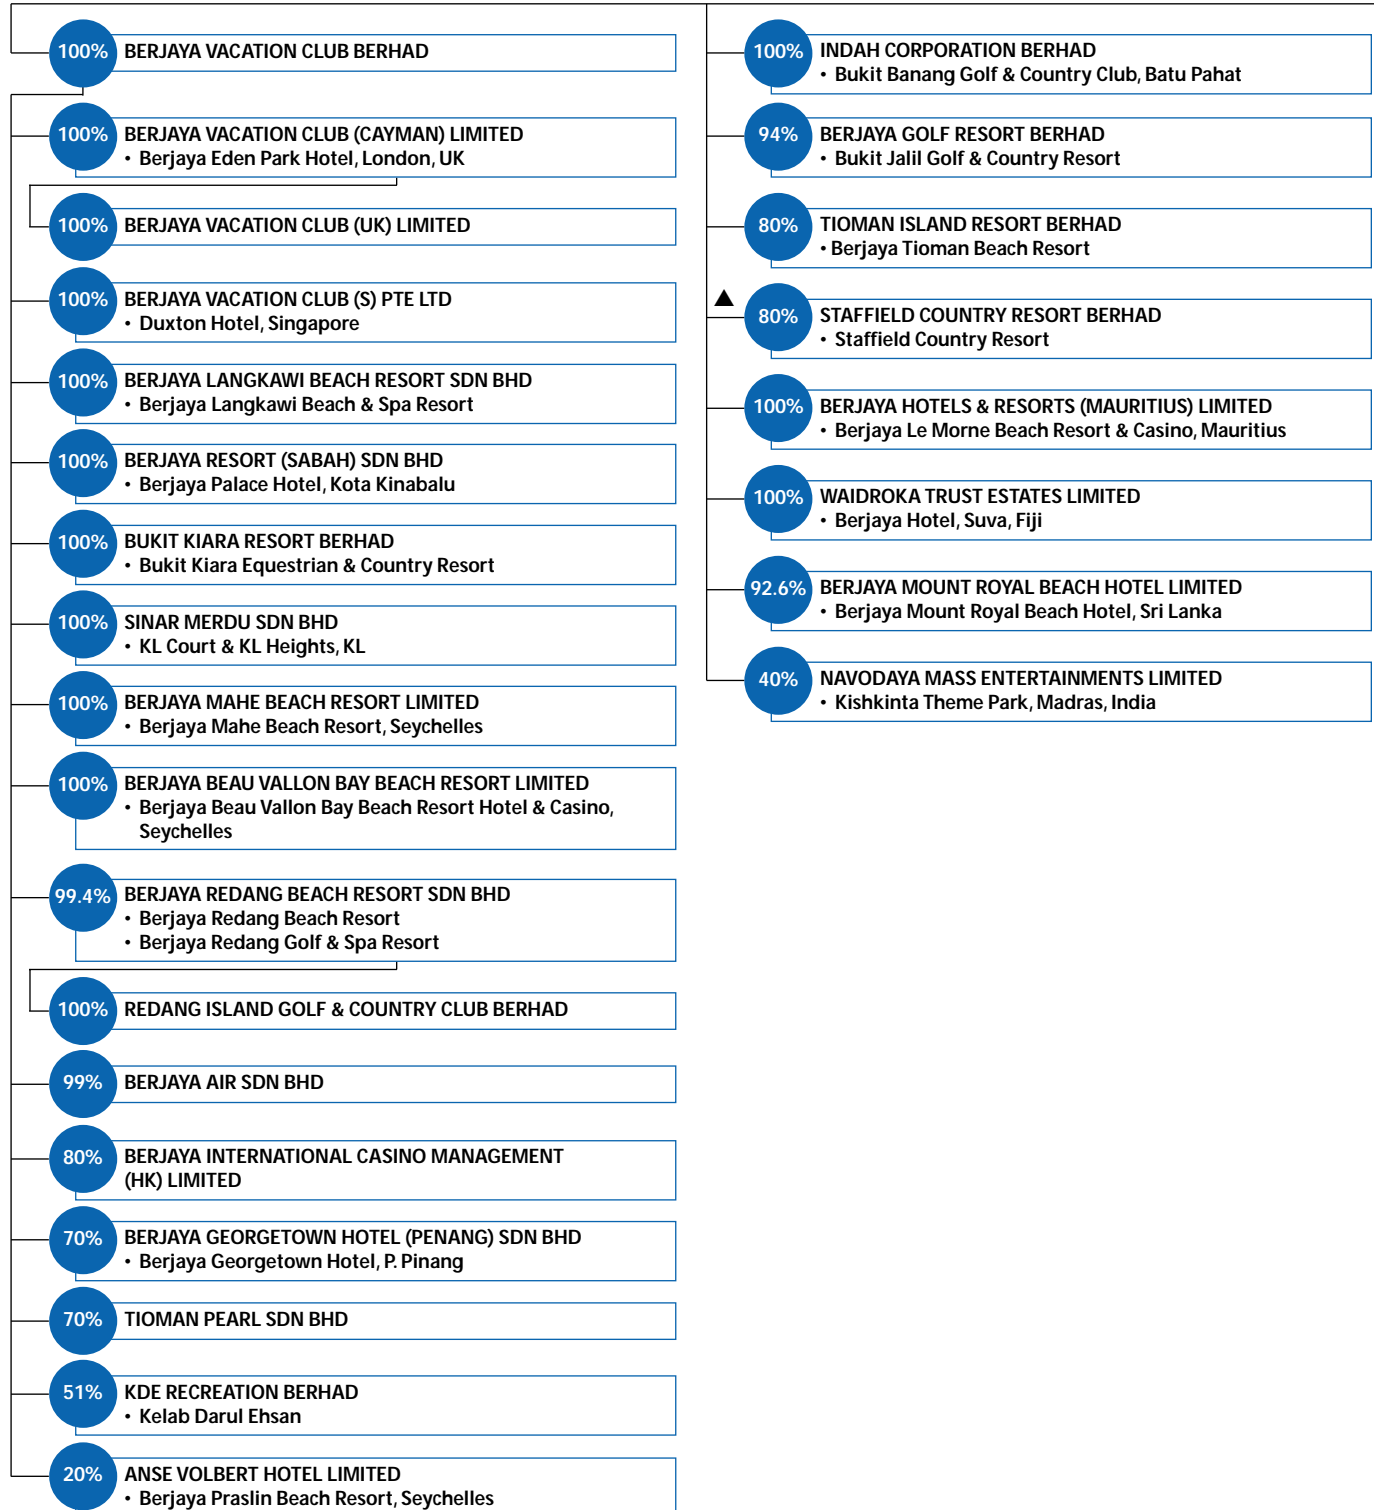 100% BERJAYA VACATION CLUB BERHAD
100% BERJAYA VACATION CLUB (CAYMAN) LIMITED
• Berjaya Eden Park Hotel, London, UK
100% BERJAYA VACATION CLUB (UK) LIMITED
100% BERJAYA VACATION CLUB (S) PTE LTD
• Duxton Hotel, Singapore
100% BERJAYA LANGKAWI BEACH RESORT SDN BHD
• Berjaya Langkawi Beach & Spa Resort
100% BERJAYA RESORT (SABAH) SDN BHD
• Berjaya Palace Hotel, Kota Kinabalu
100% BUKIT KIARA RESORT BERHAD
• Bukit Kiara Equestrian & Country Resort
100% SINAR MERDU SDN BHD
• KL Court & KL Heights, KL
100% BERJAYA MAHE BEACH RESORT LIMITED
• Berjaya Mahe Beach Resort, Seychelles
100% BERJAYA BEAU VALLON BAY BEACH RESORT LIMITED
• Berjaya Beau Vallon Bay Beach Resort Hotel & Casino,
Seychelles
99.4% BERJAYA REDANG BEACH RESORT SDN BHD
• Berjaya Redang Beach Resort
• Berjaya Redang Golf & Spa Resort
100% REDANG ISLAND GOLF & COUNTRY CLUB BERHAD
99% BERJAYA AIR SDN BHD
80% BERJAYA INTERNATIONAL CASINO MANAGEMENT
(HK) LIMITED
70% BERJAYA GEORGETOWN HOTEL (PENANG) SDN BHD
• Berjaya Georgetown Hotel, P. Pinang
70% TIOMAN PEARL SDN BHD
51% KDE RECREATION BERHAD
• Kelab Darul Ehsan
20% ANSE VOLBERT HOTEL LIMITED
• Berjaya Praslin Beach Resort, Seychelles
100% INDAH CORPORATION BERHAD
• Bukit Banang Golf & Country Club, Batu Pahat
94% BERJAYA GOLF RESORT BERHAD
• Bukit Jalil Golf & Country Resort
80% TIOMAN ISLAND RESORT BERHAD
• Berjaya Tioman Beach Resort
▲ 80% STAFFIELD COUNTRY RESORT BERHAD
• Staffield Country Resort
100% BERJAYA HOTELS & RESORTS (MAURITIUS) LIMITED
• Berjaya Le Morne Beach Resort & Casino, Mauritius
100% WAIDROKA TRUST ESTATES LIMITED
• Berjaya Hotel, Suva, Fiji
92.6% BERJAYA MOUNT ROYAL BEACH HOTEL LIMITED
• Berjaya Mount Royal Beach Hotel, Sri Lanka
40% NAVODAYA MASS ENTERTAINMENTS LIMITED
• Kishkinta Theme Park, Madras, India